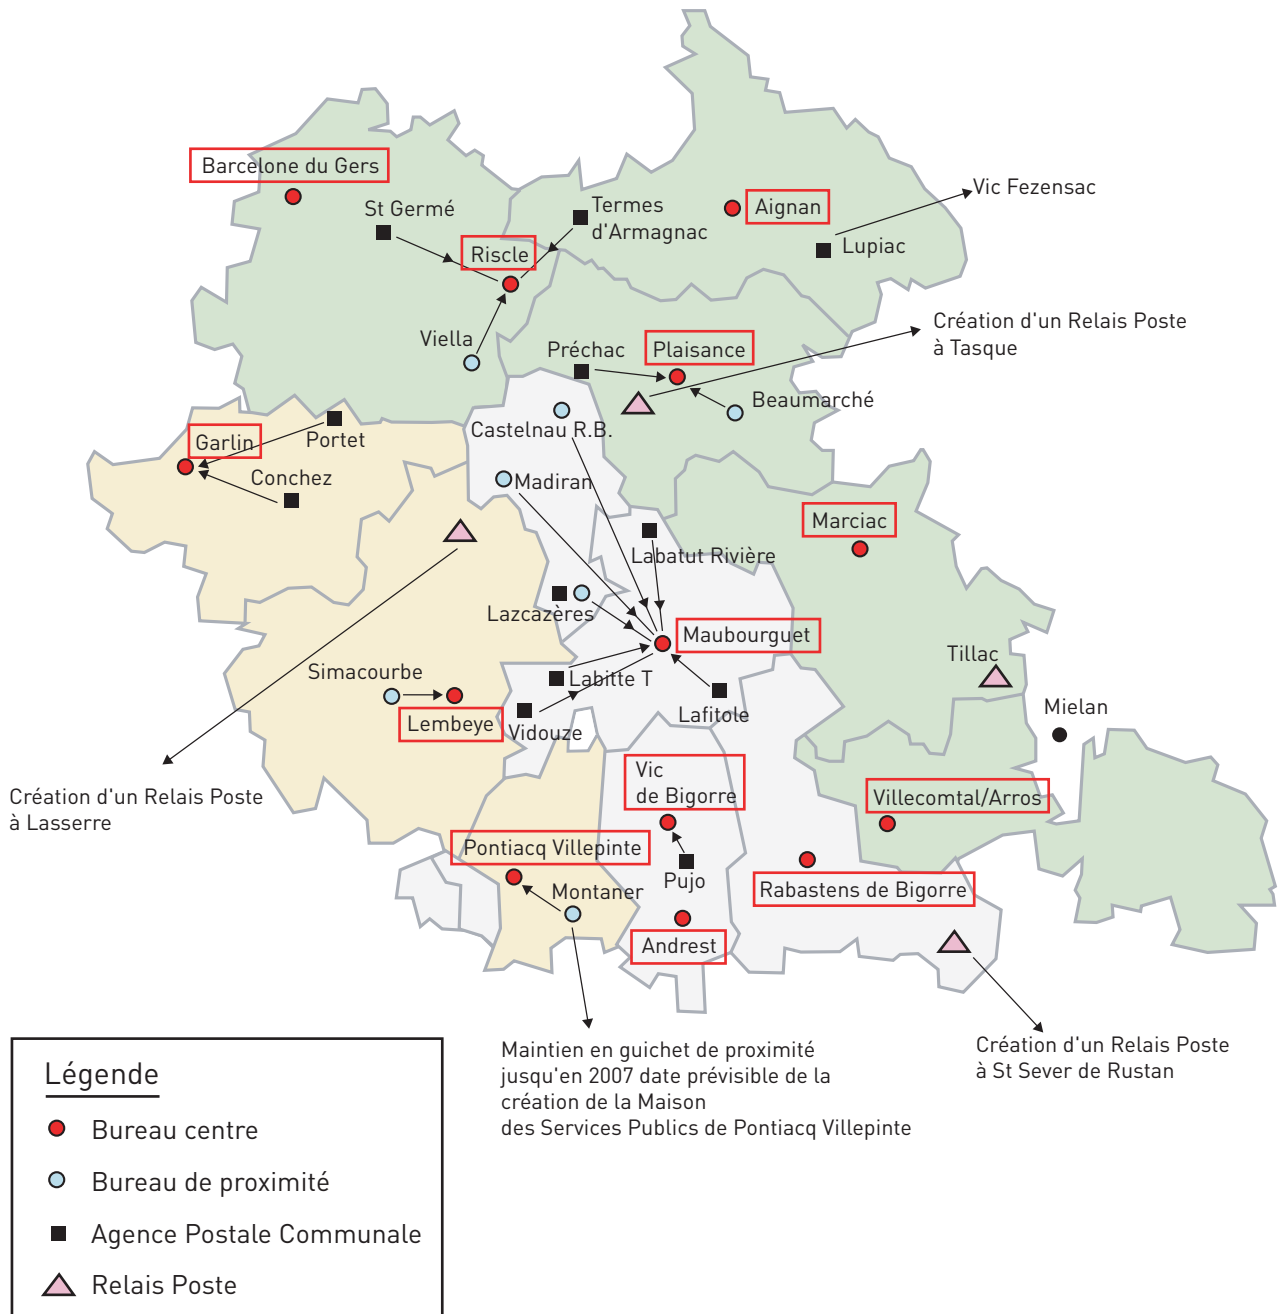 Barcelone du Gers
St Germé
Termes
d'Armagnac
Aignan
Vic Fezensac
Lupiac
Riscle
Viella
Préchac
Plaisance
Création d'un Relais Poste
à Tasque
Beaumarché
Castelnau R.B.
Garlin
Portet
Conchez
Madiran
Marciac
Labatut Rivière
Lazcazères
Maubourguet
Simacourbe
Labitte T
Tillac
Lembeye
Vidouze
Lafitole
Mielan
Création d'un Relais Poste
à Lasserre
Vic
de Bigorre
Villecomtal/Arros
Pontiacq Villepinte
Pujo
Montaner
Rabastens de Bigorre
Andrest
Maintien en guichet de proximité
jusqu'en 2007 date prévisible de la
création de la Maison
des Services Publics de Pontiacq Villepinte
Création d'un Relais Poste
à St Sever de Rustan
Légende
Bureau centre
Bureau de proximité
Agence Postale Communale
Relais Poste